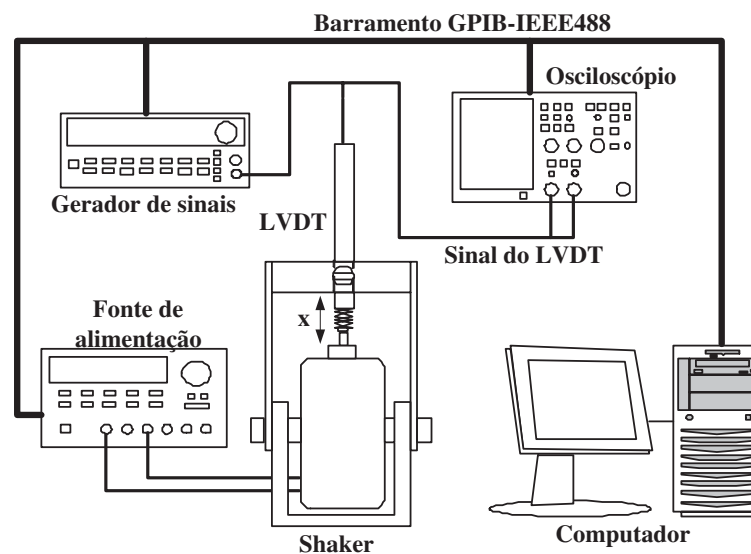 Barramento GPIB-IEEE488
Osciloscópio
Gerador de sinais
LVDT
Sinal do LVDT
Fonte de
alimentação
x
Shaker
Computador